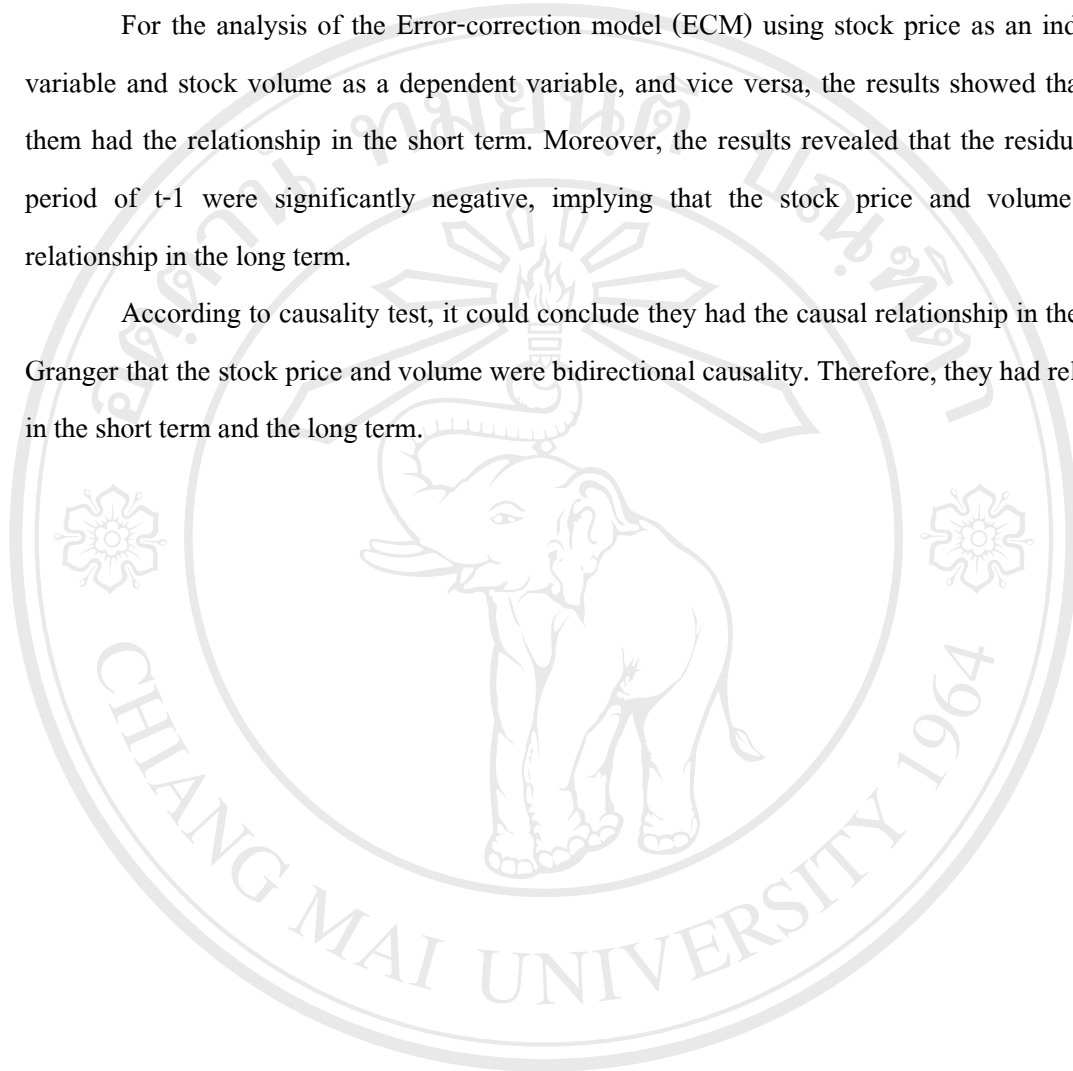 For the analysis of the Error-correction model (ECM) using stock price as an
variable and stock volume as a dependent variable, and vice versa, the results showed
them had the relationship in the short term. Moreover, the results revealed that the
period of t-1 were significantly negative, implying that the stock price and volume
relationship in the long term.
According to causality test, it could conclude they had the causal relationship in the
Granger that the stock price and volume were bidirectional causality. Therefore, they had
in the short term and the long term.
CHIANG MAI UNIVERSITY 1964